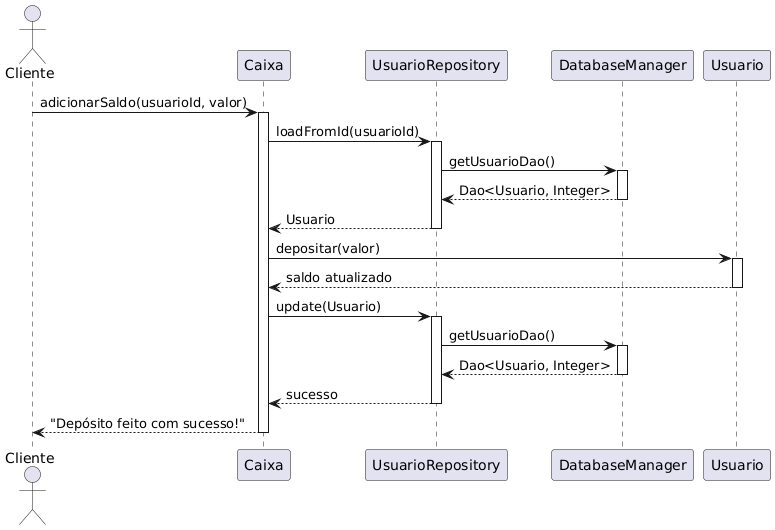 Cliente
Caixa
UsuarioRepository
DatabaseManager
Usuario
adicionarSaldo(usuarioId, valor)
loadFromId(usuarioId)
getUsuarioDao()
Dao<Usuario, Integer>
Usuario
depositar(valor)
saldo atualizado
update(Usuario)
getUsuarioDao()
Dao<Usuario, Integer>
sucesso
"Depósito feito com sucesso!"
Cliente
Caixa
UsuarioRepository
DatabaseManager
Usuario